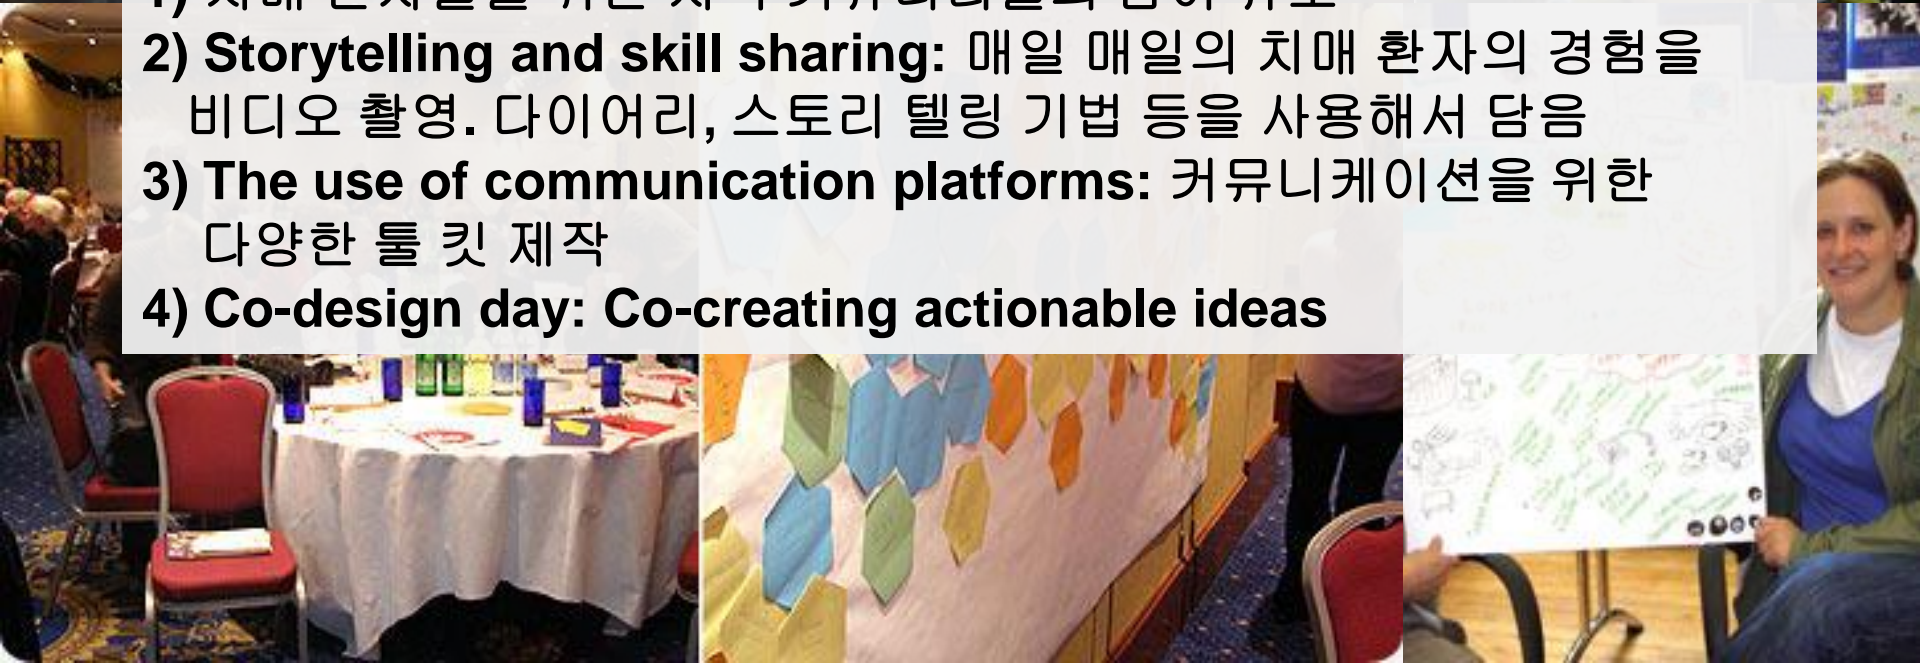 2) Storytelling and skill sharing: 매일 매일의 치매 환자의 경험을
비디오 촬영. 다이어리, 스토리 텔링 기법 등을 사용해서 담음
3) The use of communication platforms: 커뮤니케이션을 위한
다양한 툴 킷 제작
4) Co-design day: Co-creating actionable ideas